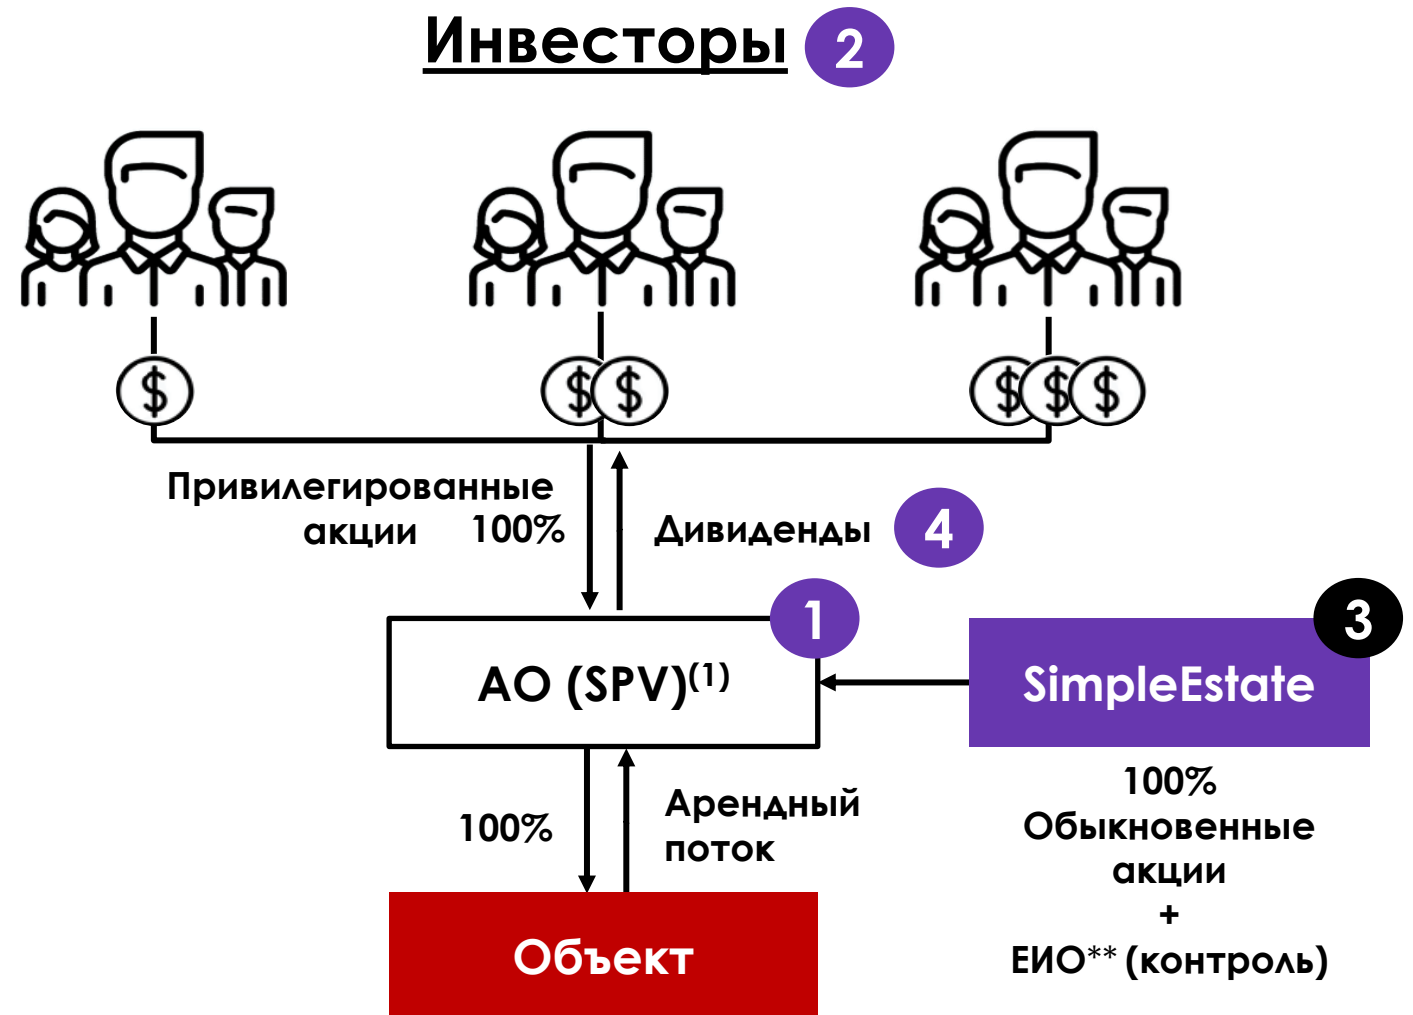 Инвесторы 2
$ $ $ $ $ $
Привилегированные
акции 100%
Дивиденды 4
1
3
АО (SPV)(1)
SimpleEstate
100%
Арендный
поток
100%
Обыкновенные
акции
+
ЕИО** (контроль)
Объект